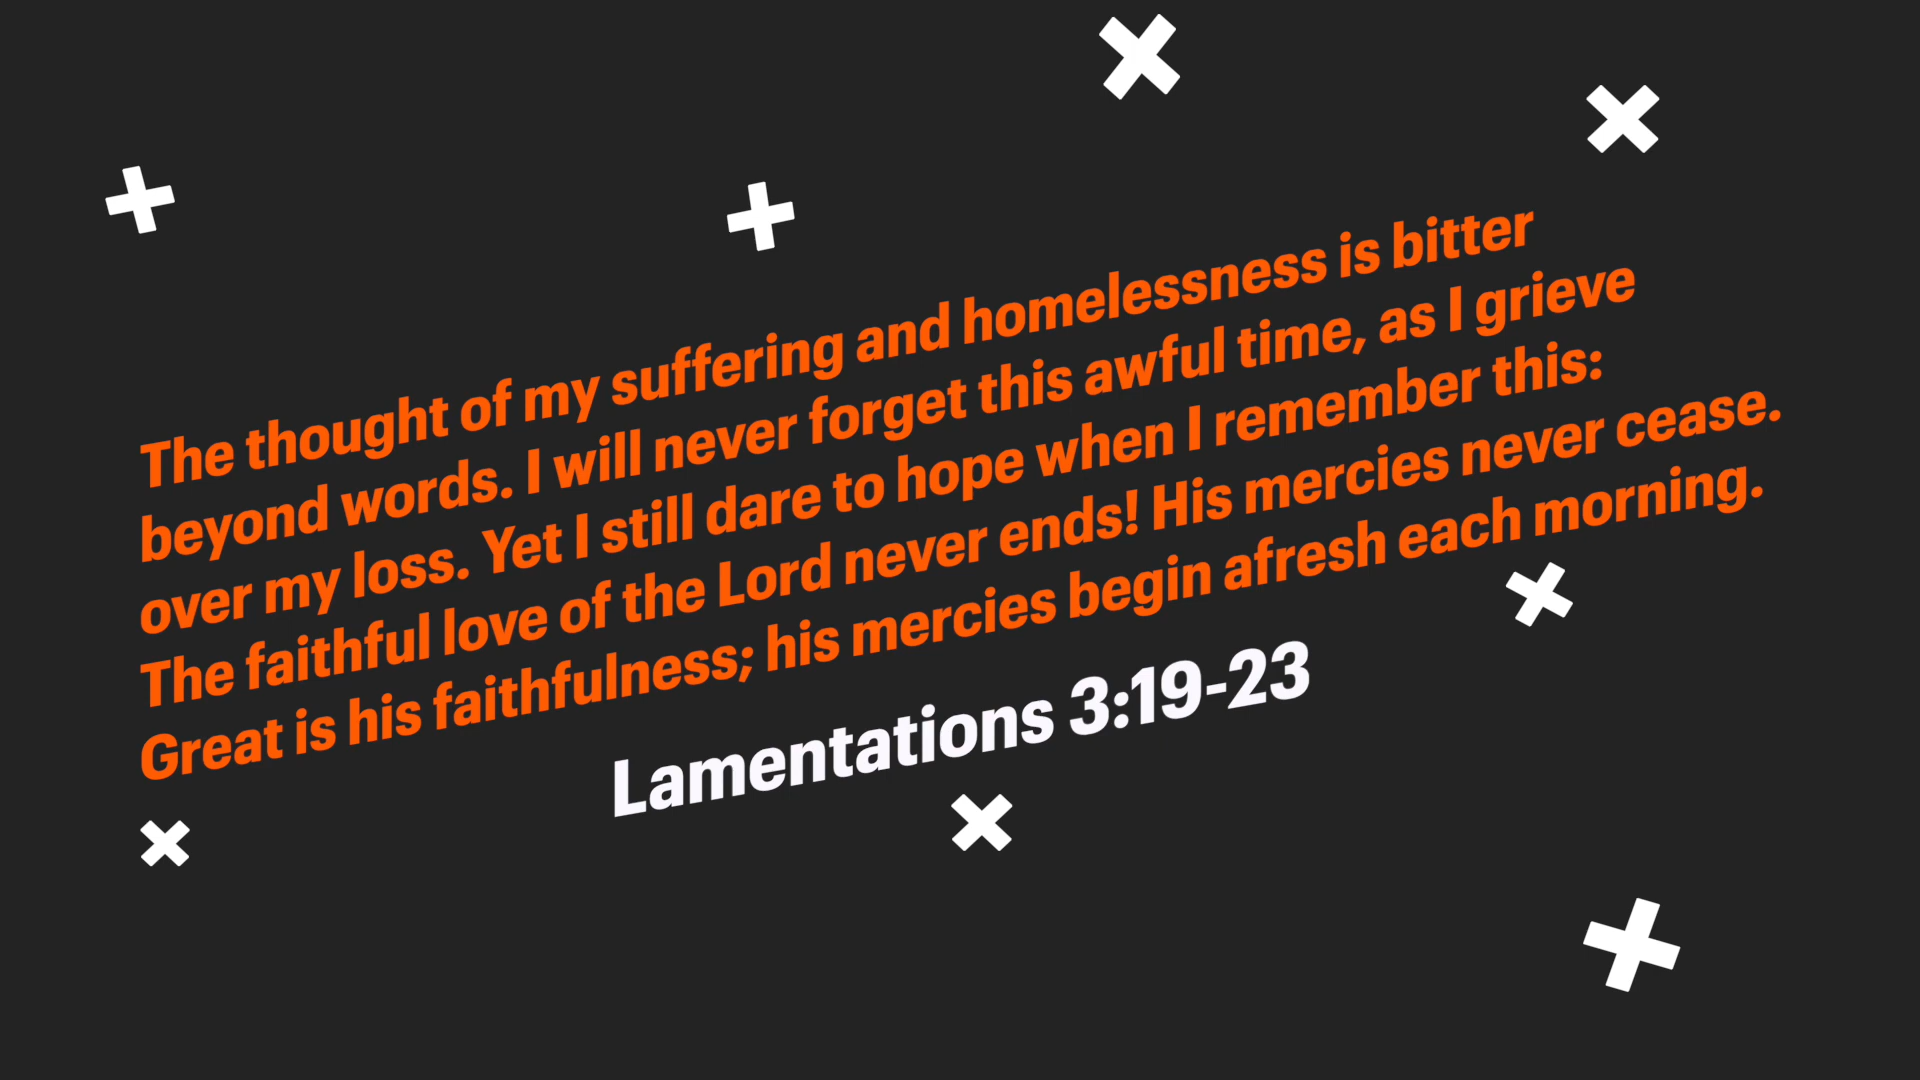 The thought of my suffering and homelessness is bitter
beyond words. I will never forget this awful time, as I grieve
over my loss. Yet I still dare to hope when I remember this:
The faithful love of the Lord never ends! His mercies never cease.
Great is his faithfulness; his mercies begin afresh each morning.
Lamentations 3:19-23